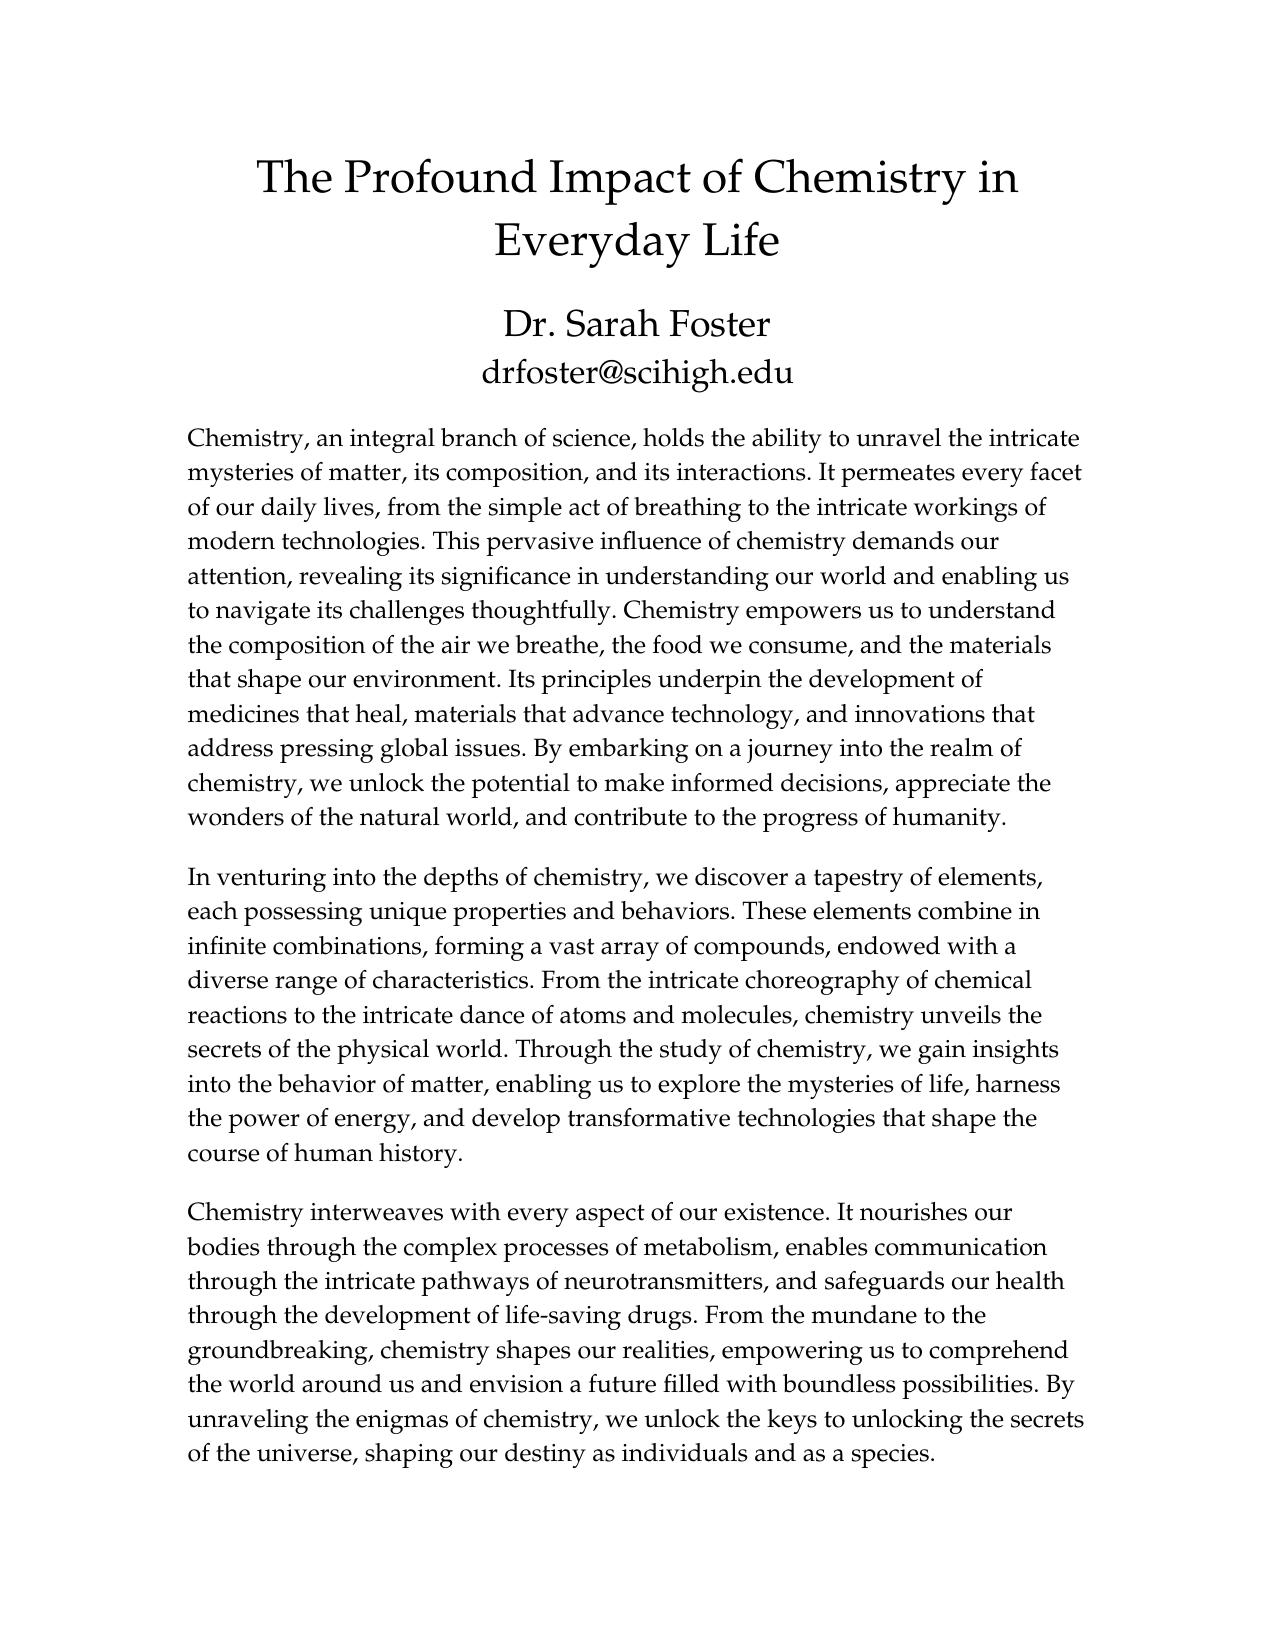 The Profound Impact of Chemistry in
Everyday Life
Dr. Sarah Foster
drfoster@scihigh.edu
Chemistry, an integral branch of science, holds the ability to unravel the intricate
mysteries of matter, its composition, and its interactions. It permeates every facet
of our daily lives, from the simple act of breathing to the intricate workings of
modern technologies. This pervasive influence of chemistry demands our
attention, revealing its significance in understanding our world and enabling us
to navigate its challenges thoughtfully. Chemistry empowers us to understand
the composition of the air we breathe, the food we consume, and the materials
that shape our environment. Its principles underpin the development of
medicines that heal, materials that advance technology, and innovations that
address pressing global issues. By embarking on a journey into the realm of
chemistry, we unlock the potential to make informed decisions, appreciate the
wonders of the natural world, and contribute to the progress of humanity.
In venturing into the depths of chemistry, we discover a tapestry of elements,
each possessing unique properties and behaviors. These elements combine in
infinite combinations, forming a vast array of compounds, endowed with a
diverse range of characteristics. From the intricate choreography of chemical
reactions to the intricate dance of atoms and molecules, chemistry unveils the
secrets of the physical world. Through the study of chemistry, we gain insights
into the behavior of matter, enabling us to explore the mysteries of life, harness
the power of energy, and develop transformative technologies that shape the
course of human history.
Chemistry interweaves with every aspect of our existence. It nourishes our
bodies through the complex processes of metabolism, enables communication
through the intricate pathways of neurotransmitters, and safeguards our health
through the development of life-saving drugs. From the mundane to the
groundbreaking, chemistry shapes our realities, empowering us to comprehend
the world around us and envision a future filled with boundless possibilities. By
unraveling the enigmas of chemistry, we unlock the keys to unlocking the secrets
of the universe, shaping our destiny as individuals and as a species.